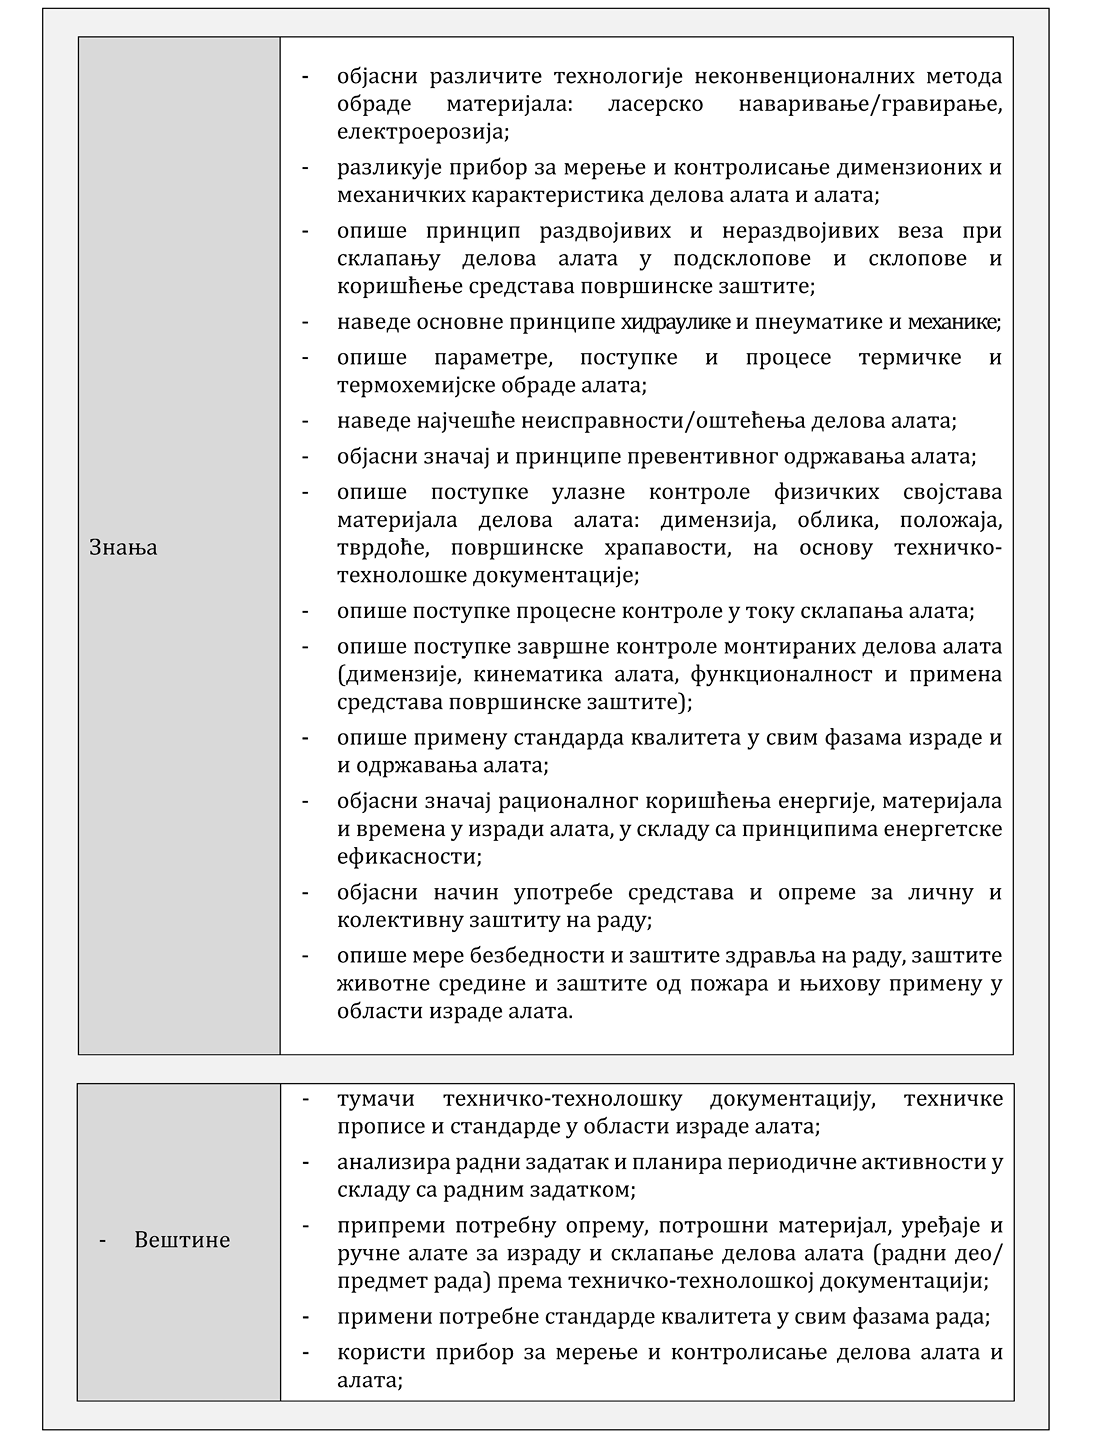 Знања
- објасни различите технологије неконвенционалних метода
обраде материјала: ласерско наваривање/гравирање,
електроерозија;
- разликује прибор за мерење и контролисање димензионих и
механичких карактеристика делова алата и алата;
- опише принцип раздвојивих и нераздвојивих веза при
склапању делова алата у подсклопове и склопове и
коришћење средстава површинске заштите;
- наведе основне принципе хидраулике и пнеуматике и механике;
- опише параметре, поступке и процесе термичке и
термохемијске обраде алата;
- наведе најчешће неисправности/оштећења делова алата;
- објасни значај и принципе превентивног одржавања алата;
- опише поступке улазне контроле физичких својстава
материјала делова алата: димензија, облика, положаја,
тврдоће, површинске храпавости, на основу техничко-
технолошке документације;
- опише поступке процесне контроле у току склапања алата;
- опише поступке завршне контроле монтираних делова алата
(димензије, кинематика алата, функционалност и примена
средстава површинске заштите);
- опише примену стандарда квалитета у свим фазама израде и
и одржавања алата;
- објасни значај рационалног коришћења енергије, материјала
и времена у изради алата, у складу са принципима енергетске
ефикасности;
- објасни начин употребе средстава и опреме за личну и
колективну заштиту на раду;
- опише мере безбедности и заштите здравља на раду, заштите
животне средине и заштите од пожара и њихову примену у
области израде алата.
- Вештине
- тумачи техничко-технолошку документацију, техничке
прописе и стандарде у области израде алата;
- анализира радни задатак и планира периодичне активности у
складу са радним задатком;
- припреми потребну опрему, потрошни материјал, уређаје и
ручне алате за израду и склапање делова алата (радни део/
предмет рада) према техничко-технолошкој документацији;
- примени потребне стандарде квалитета у свим фазама рада;
- користи прибор за мерење и контролисање делова алата и
алата;